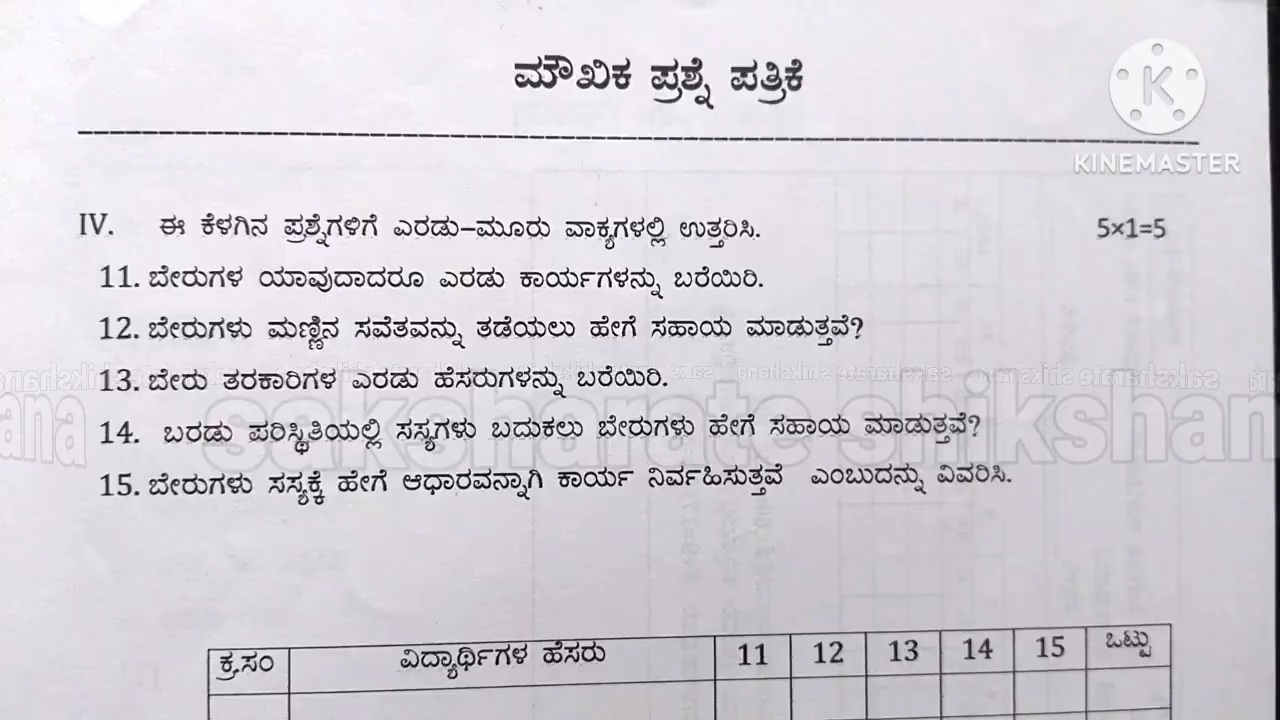 ಮೌಖಿಕ ಪ್ರಶ್ನೆ ಪತ್ರಿಕೆ
KINEMASTER
IV. ಈ ಕೆಳಗಿನ ಪ್ರಶ್ನೆಗಳಿಗೆ ಎರಡು-ಮೂರು ವಾಕ್ಯಗಳಲ್ಲಿ ಉತ್ತರಿಸಿ. 5×1=5
11. ಬೇರುಗಳ ಯಾವುದಾದರೂ ಎರಡು ಕಾರ್ಯಗಳನ್ನು ಬರೆಯಿರಿ.
12. ಬೇರುಗಳು ಮಣ್ಣಿನ ಸವೆತವನ್ನು ತಡೆಯಲು ಹೇಗೆ ಸಹಾಯ ಮಾಡುತ್ತವೆ?
13. ಬೇರು ತರಕಾರಿಗಳ ಎರಡು ಹೆಸರುಗಳನ್ನು ಬರೆಯಿರಿ.
saksharate shikshana
14. ಬರಡು ಪರಿಸ್ಥಿತಿಯಲ್ಲಿ ಸಸ್ಯಗಳು ಬದುಕಲು ಬೇರುಗಳು ಹೇಗೆ ಸಹಾಯ ಮಾಡುತ್ತವೆ?
15. ಬೇರುಗಳು ಸಸ್ಯಕ್ಕೆ ಹೇಗೆ ಆಧಾರವನ್ನಾಗಿ ಕಾರ್ಯ ನಿರ್ವಹಿಸುತ್ತವೆ ಎಂಬುದನ್ನು ವಿವರಿಸಿ.
ಕ್ರ.ಸಂ ವಿದ್ಯಾರ್ಥಿಗಳ ಹೆಸರು 11 12 13 14 15 ಒಟ್ಟು